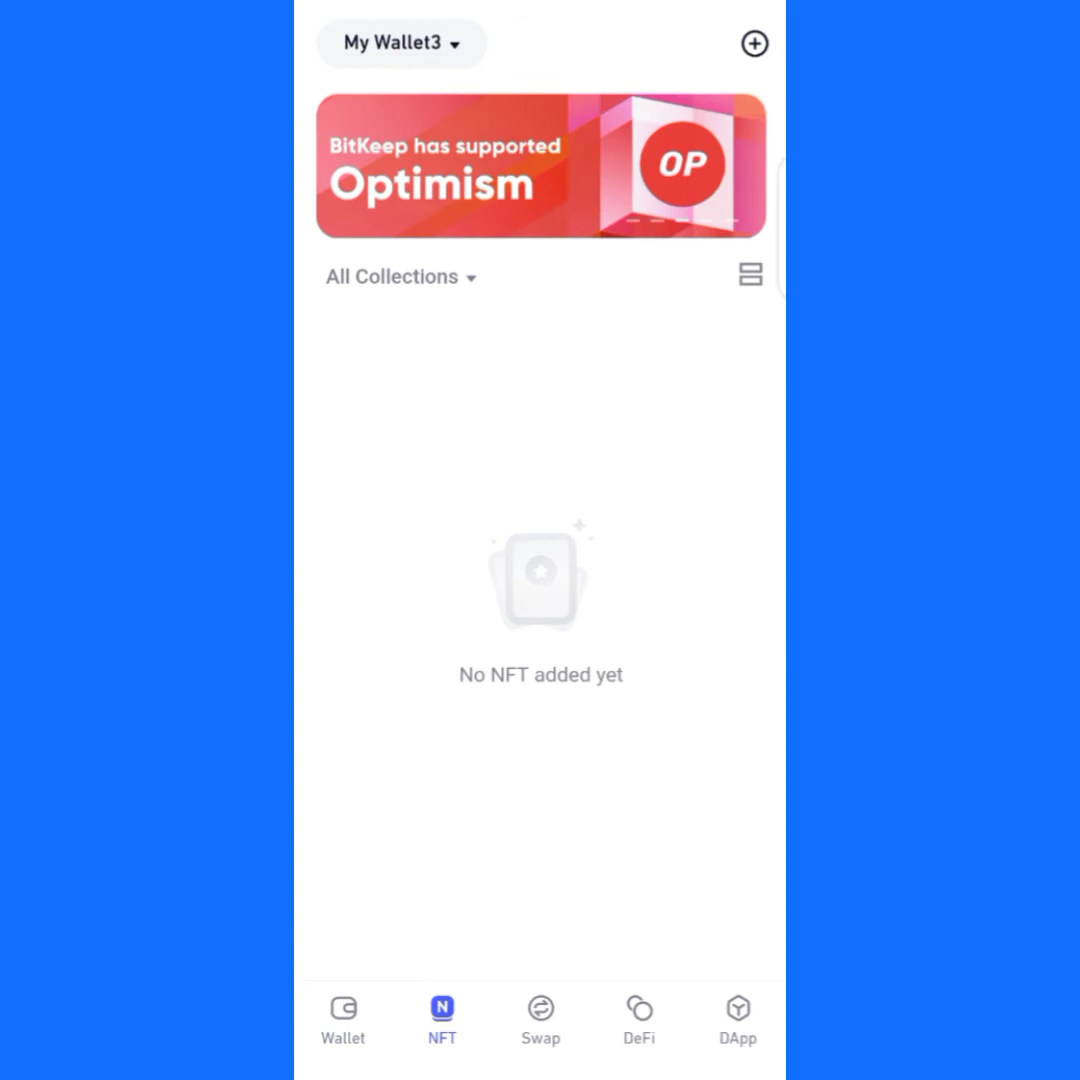 My Wallet3
BitKeep has supported
Optimism
OP
All Collections
No NFT added yet
N
Wallet
NFT
Swap
DeFi
DApp